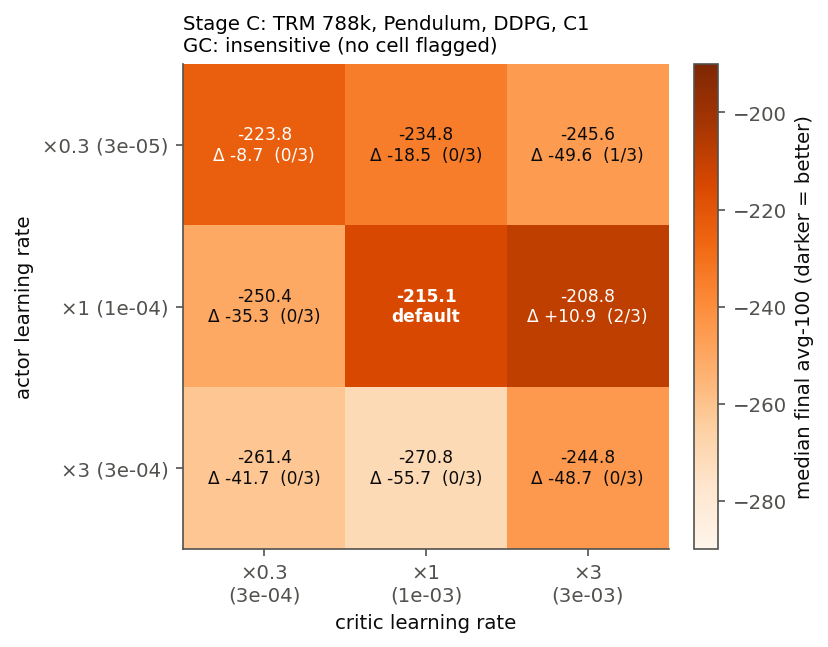 Stage C: TRM 788k, Pendulum, DDPG, C1
GC: insensitive (no cell flagged)
actor learning rate
×0.3 (3e-05)
-223.8
Δ -8.7  (0/3)
-234.8
Δ -18.5  (0/3)
-245.6
Δ -49.6  (1/3)
×1 (1e-04)
-250.4
Δ -35.3  (0/3)
-215.1
default
-208.8
Δ +10.9  (2/3)
×3 (3e-04)
-261.4
Δ -41.7  (0/3)
-270.8
Δ -55.7  (0/3)
-244.8
Δ -48.7  (0/3)
×0.3
(3e-04)
×1
(1e-03)
×3
(3e-03)
critic learning rate
−200
−220
−240
−260
−280
median final avg-100 (darker = better)